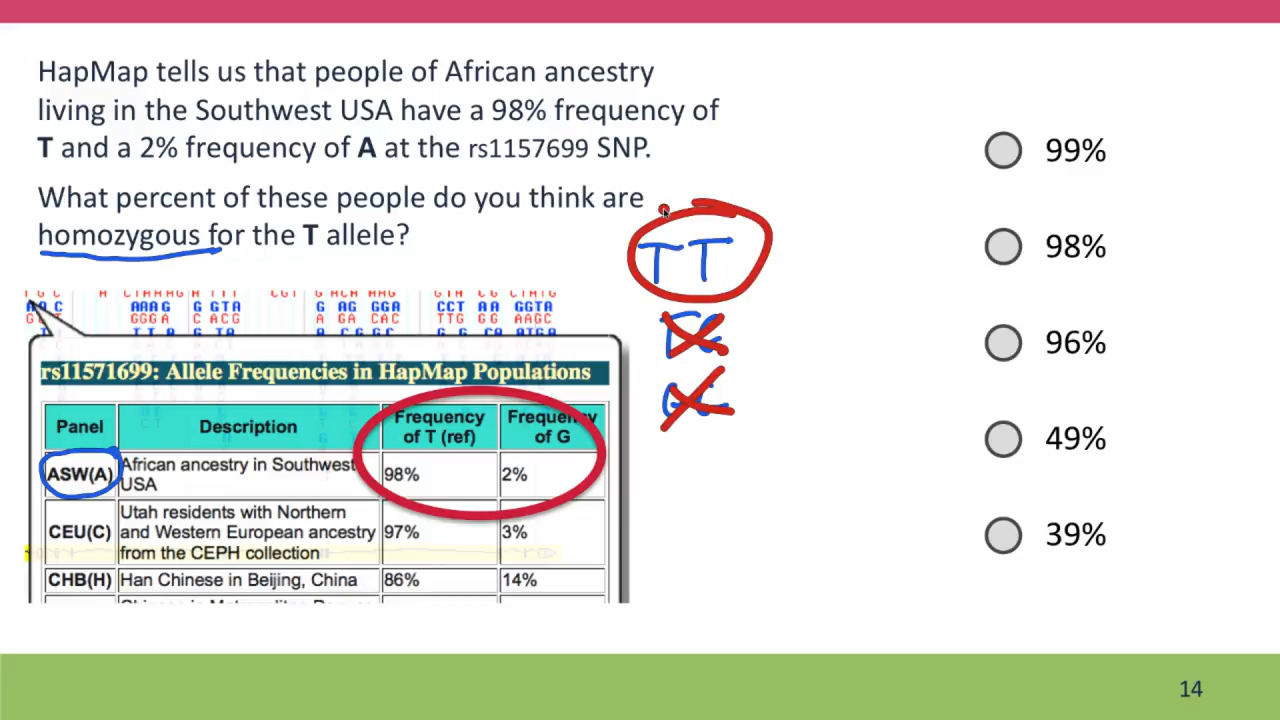 HapMap tells us that people of African ancestry
living in the Southwest USA have a 98% frequency of
T and a 2% frequency of A at the rs1157699 SNP.
What percent of these people do you think are
homozygous for the T allele?
TT
99%
98%
96%
49%
39%
rs11571699: Allele Frequencies in HapMap Populations
Panel Description Frequency of T (ref) Frequency of G
ASW(A) African ancestry in Southwest USA 98% 2%
CEU(C) Utah residents with Northern and Western European ancestry from the CEPH collection 97% 3%
CHB(H) Han Chinese in Beijing, China 86% 14%
14